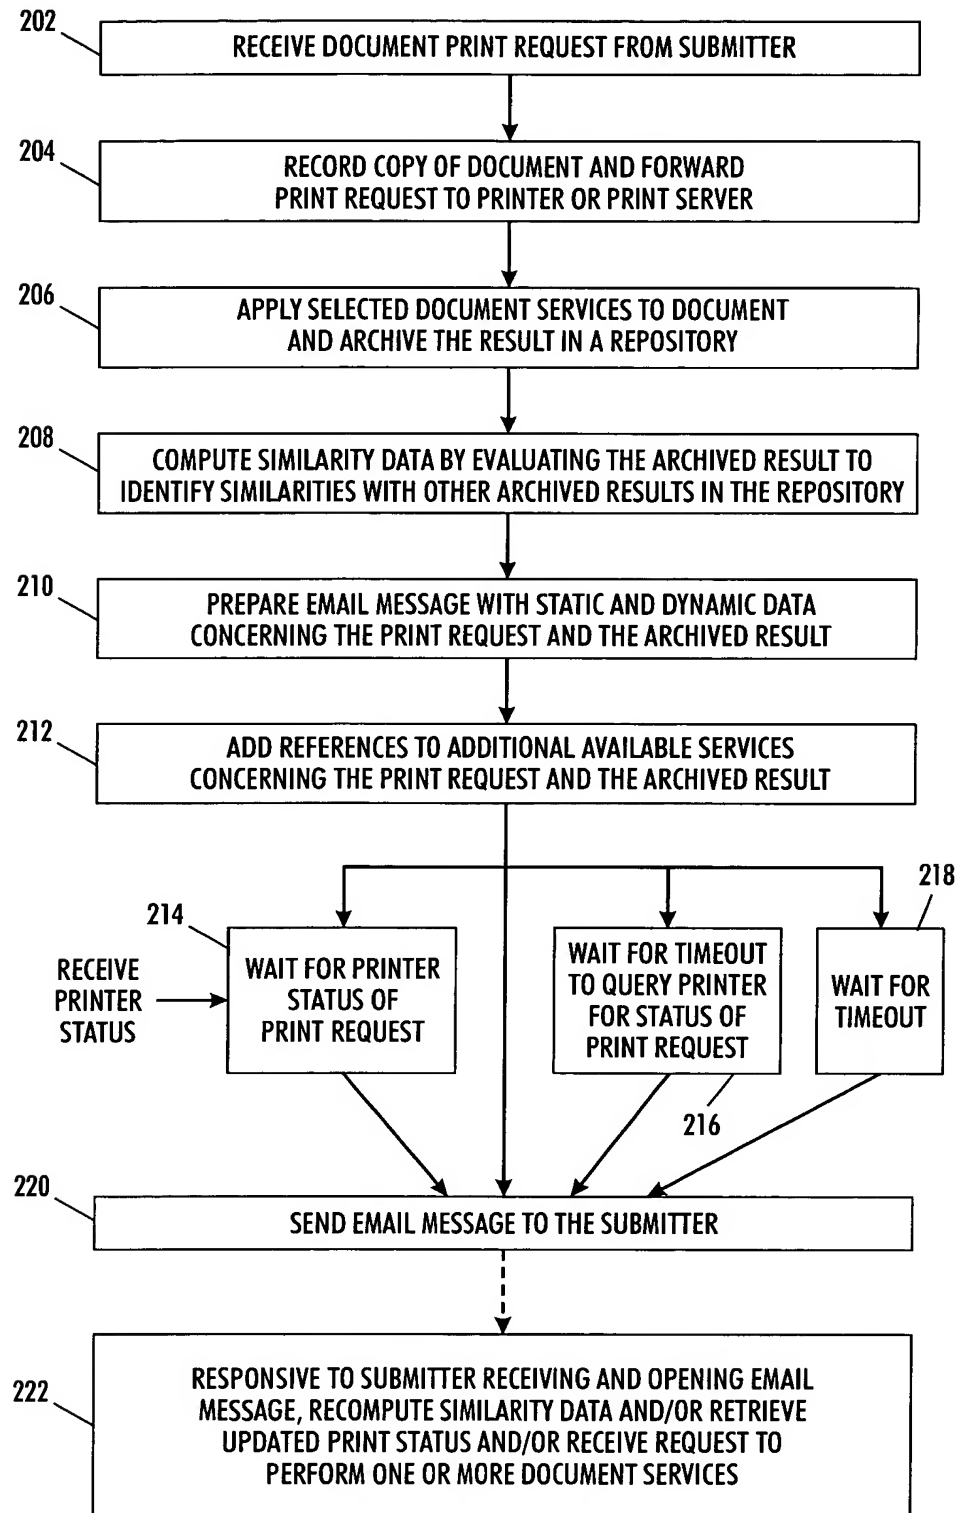 202
RECEIVE DOCUMENT PRINT REQUEST FROM SUBMITTER
204
RECORD COPY OF DOCUMENT AND FORWARD
PRINT REQUEST TO PRINTER OR PRINT SERVER
206
APPLY SELECTED DOCUMENT SERVICES TO DOCUMENT
AND ARCHIVE THE RESULT IN A REPOSITORY
208
COMPUTE SIMILARITY DATA BY EVALUATING THE ARCHIVED RESULT TO
IDENTIFY SIMILARITIES WITH OTHER ARCHIVED RESULTS IN THE REPOSITORY
210
PREPARE EMAIL MESSAGE WITH STATIC AND DYNAMIC DATA
CONCERNING THE PRINT REQUEST AND THE ARCHIVED RESULT
212
ADD REFERENCES TO ADDITIONAL AVAILABLE SERVICES
CONCERNING THE PRINT REQUEST AND THE ARCHIVED RESULT
RECEIVE
PRINTER
STATUS
214
WAIT FOR PRINTER
STATUS OF
PRINT REQUEST
WAIT FOR TIMEOUT
TO QUERY PRINTER
FOR STATUS OF
PRINT REQUEST
216
218
WAIT FOR
TIMEOUT
220
SEND EMAIL MESSAGE TO THE SUBMITTER
222
RESPONSIVE TO SUBMITTER RECEIVING AND OPENING EMAIL
MESSAGE, RECOMPUTE SIMILARITY DATA AND/OR RETRIEVE
UPDATED PRINT STATUS AND/OR RECEIVE REQUEST TO
PERFORM ONE OR MORE DOCUMENT SERVICES